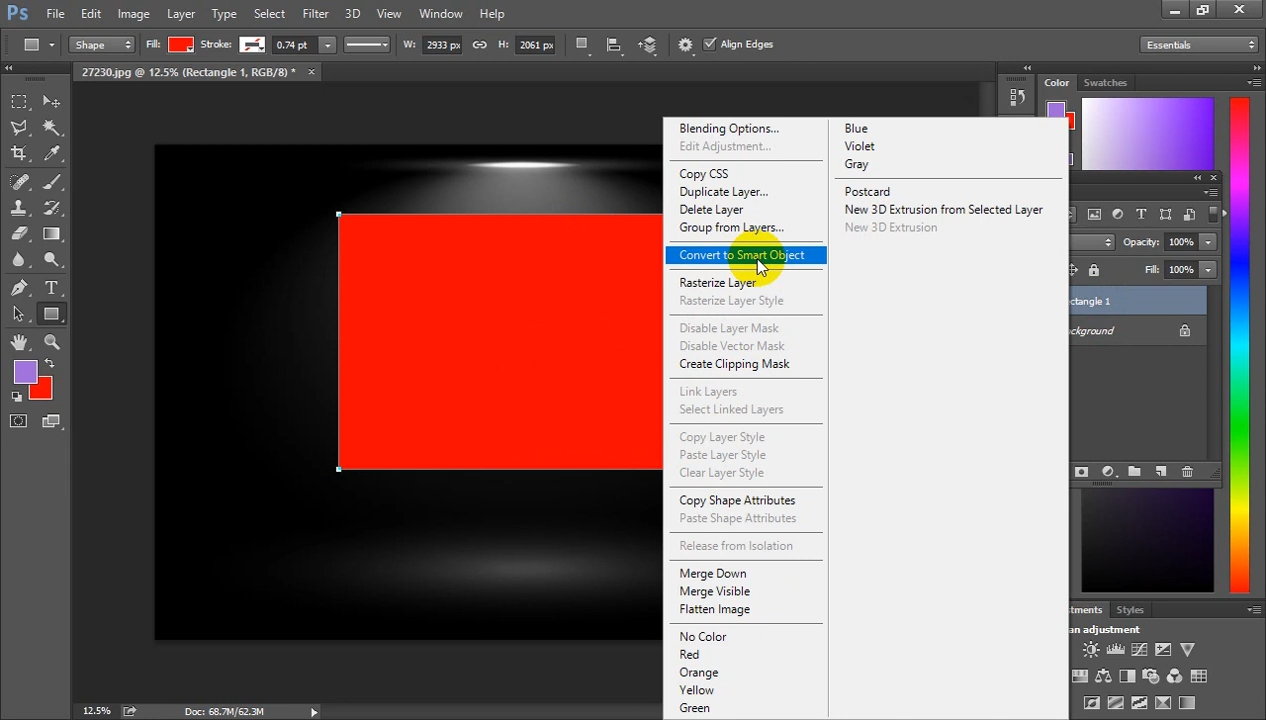 Ps File Edit Image Layer Type Select Filter 3D View Window Help
Shape Fill: Stroke: 0.74 pt W: 2933 px H: 2061 px Align Edges Essentials
27230.jpg @ 12.5% (Rectangle 1, RGB/8) *
Color Swatches
Blending Options...
Edit Adjustment...
Copy CSS
Duplicate Layer...
Delete Layer
Group from Layers...
Convert to Smart Object
Rasterize Layer
Rasterize Layer Style
Disable Layer Mask
Disable Vector Mask
Create Clipping Mask
Link Layers
Select Linked Layers
Copy Layer Style
Paste Layer Style
Clear Layer Style
Copy Shape Attributes
Paste Shape Attributes
Release from Isolation
Merge Down
Merge Visible
Flatten Image
No Color
Red
Orange
Yellow
Green
Blue
Violet
Gray
Postcard
New 3D Extrusion from Selected Layer
New 3D Extrusion
Opacity: 100%
Fill: 100%
ectangle 1
ackground
tments Styles
an adjustment
12.5% Doc: 68.7M/62.3M